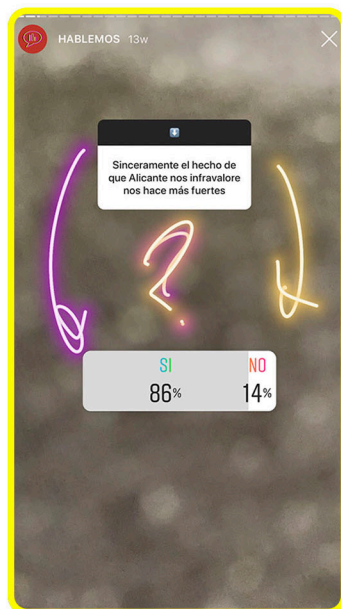 HABLEMOS 13w
Sinceramente el hecho de
que Alicante nos infravalore
nos hace más fuertes
?
SI NO
86% 14%